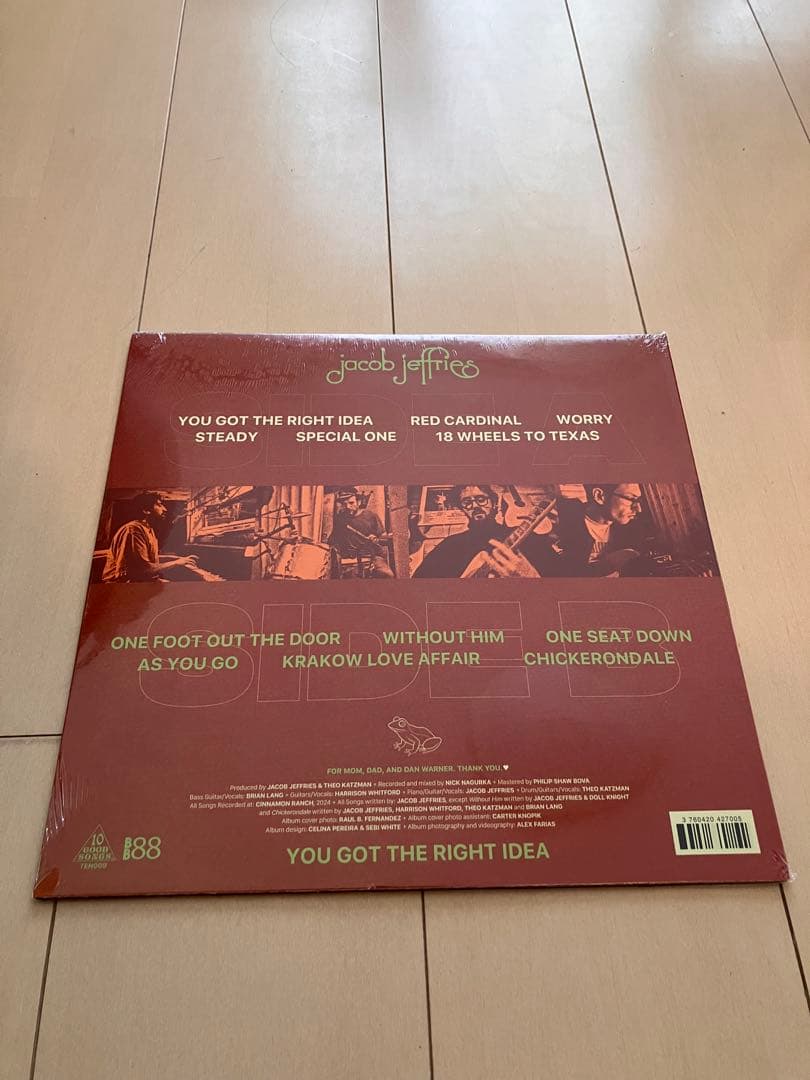 jacob jeffries
SIDE A
YOU GOT THE RIGHT IDEA RED CARDINAL WORRY
STEADY SPECIAL ONE 18 WHEELS TO TEXAS
SIDE B
ONE FOOT OUT THE DOOR WITHOUT HIM ONE SEAT DOWN
AS YOU GO KRAKOW LOVE AFFAIR CHICKERONDALE
FOR MOM, DAD, AND DAN WARNER. THANK YOU.♥
Produced by JACOB JEFFRIES & THEO KATZMAN • Recorded and mixed by NICK NAGURKA • Mastered by PHILIP SHAW BOVA
Bass Guitar/Vocals: BRIAN LANG • Guitars/Vocals: HARRISON WHITFORD • Piano/Guitar/Vocals: JACOB JEFFRIES • Drum/Guitars/Vocals: THEO KATZMAN
All Songs Recorded at: CINNAMON RANCH, 2024 • All Songs written by: JACOB JEFFRIES, except Without Him written by JACOB JEFFRIES & DOLL KNIGHT
and Chickerondale written by JACOB JEFFRIES, HARRISON WHITFORD, THEO KATZMAN and BRIAN LANG
Album cover photo: RAUL B. FERNANDEZ • Album cover photo assistant: CARTER KNOPIK
Album design: CELINA PEREIRA & SEBI WHITE • Album photography and videography: ALEX FARIAS
YOU GOT THE RIGHT IDEA
10
GOOD
SONGS
TEH009
B88
B
3 760420 427005